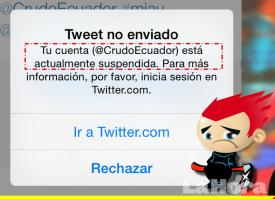 @CrudoEcuador #miau
Tweet no enviado
Tu cuenta (@CrudoEcuador) está
actualmente suspendida. Para más
información, por favor, inicia sesión en
Twitter.com.
Ir a Twitter.com
Rechazar
LaHora